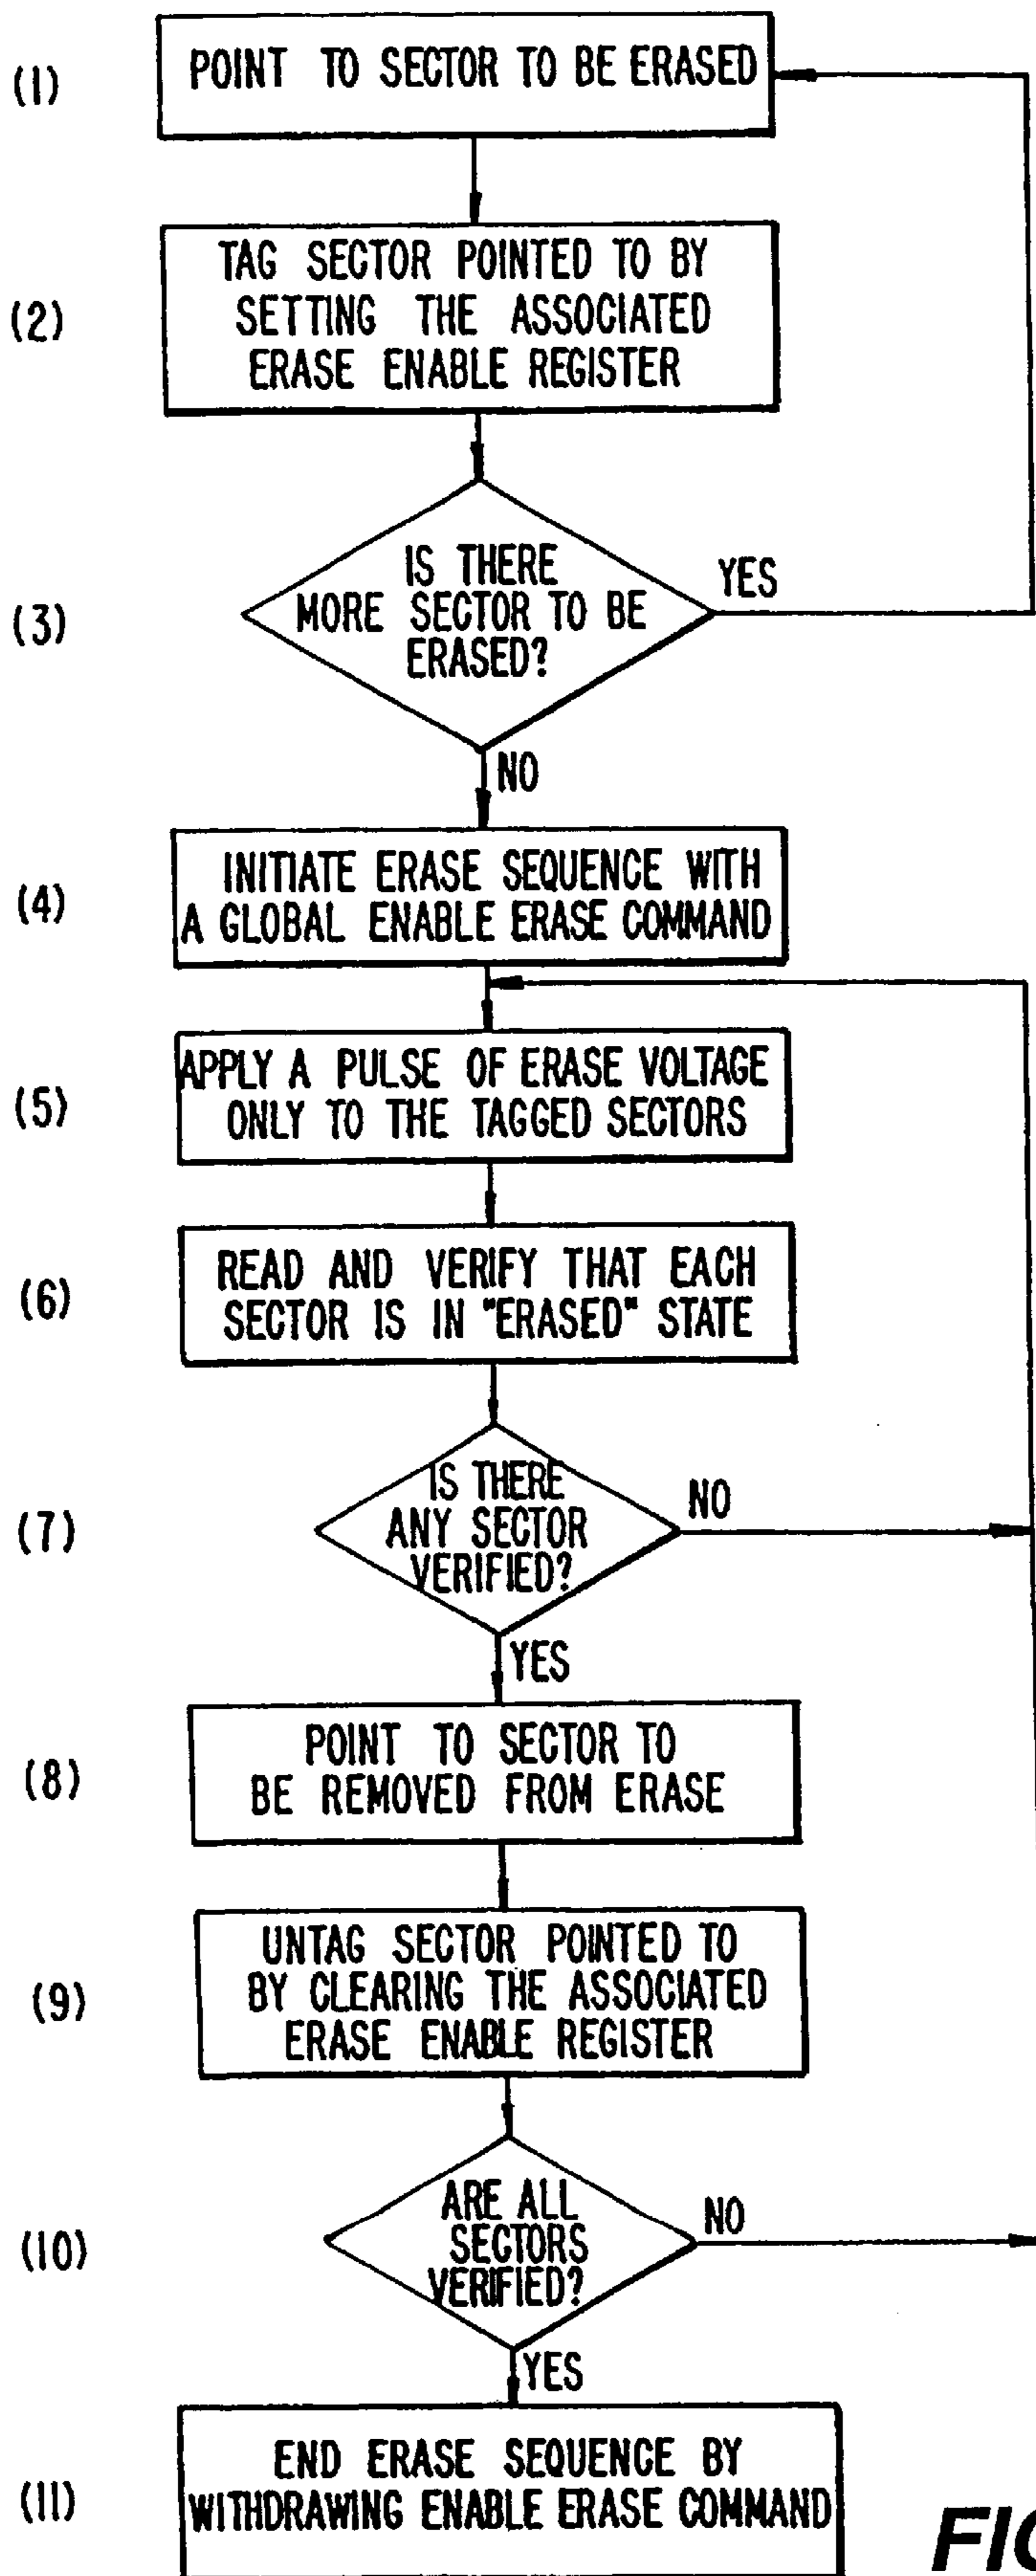 (1)
POINT TO SECTOR TO BE ERASED
(2)
TAG SECTOR POINTED TO BY
SETTING THE ASSOCIATED
ERASE ENABLE REGISTER
(3)
IS THERE
MORE SECTOR TO BE
ERASED?
YES
NO
(4)
INITIATE ERASE SEQUENCE WITH
A GLOBAL ENABLE ERASE COMMAND
(5)
APPLY A PULSE OF ERASE VOLTAGE
ONLY TO THE TAGGED SECTORS
(6)
READ AND VERIFY THAT EACH
SECTOR IS IN "ERASED" STATE
(7)
IS THERE
ANY SECTOR
VERIFIED?
NO
YES
(8)
POINT TO SECTOR TO
BE REMOVED FROM ERASE
(9)
UNTAG SECTOR POINTED TO
BY CLEARING THE ASSOCIATED
ERASE ENABLE REGISTER
(10)
ARE ALL
SECTORS
VERIFIED?
NO
YES
(11)
END ERASE SEQUENCE BY
WITHDRAWING ENABLE ERASE COMMAND